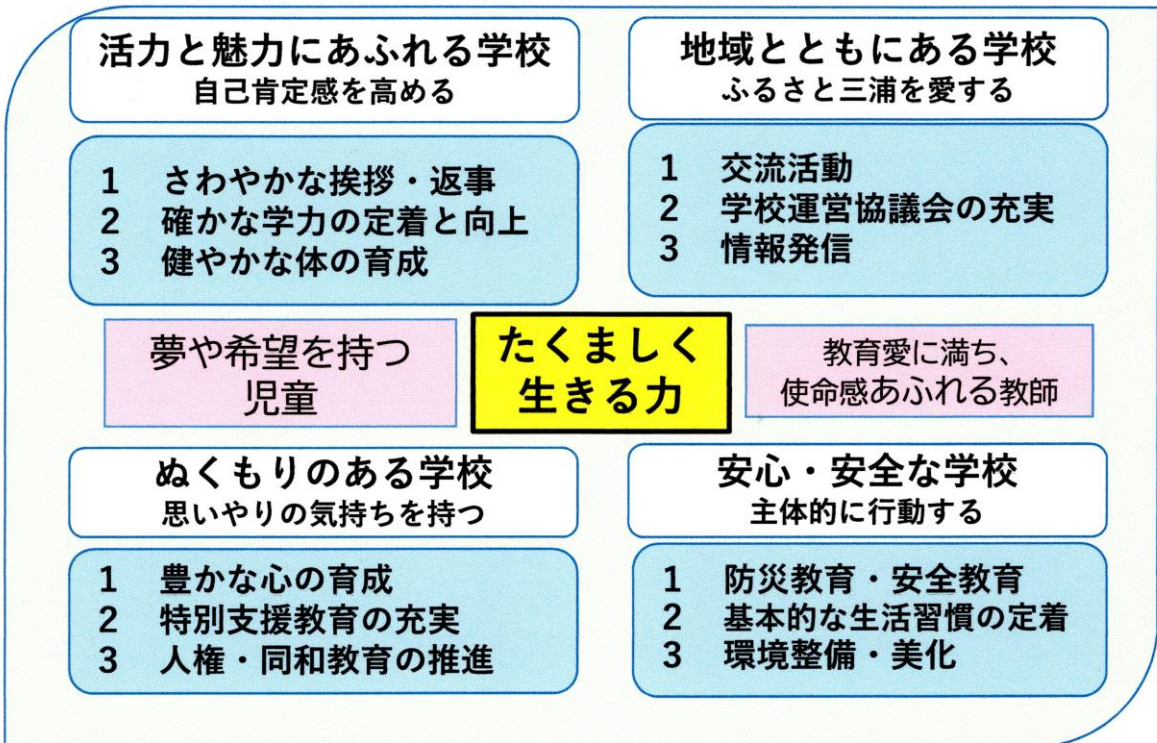 活力と魅力にあふれる学校
自己肯定感を高める
1 さわやかな挨拶・返事
2 確かな学力の定着と向上
3 健やかな体の育成
地域とともにある学校
ふるさと三浦を愛する
1 交流活動
2 学校運営協議会の充実
3 情報発信
夢や希望を持つ
児童
たくましく
生きる力
教育愛に満ち、
使命感あふれる教師
ぬくもりのある学校
思いやりの気持ちを持つ
1 豊かな心の育成
2 特別支援教育の充実
3 人権・同和教育の推進
安心・安全な学校
主体的に行動する
1 防災教育・安全教育
2 基本的な生活習慣の定着
3 環境整備・美化